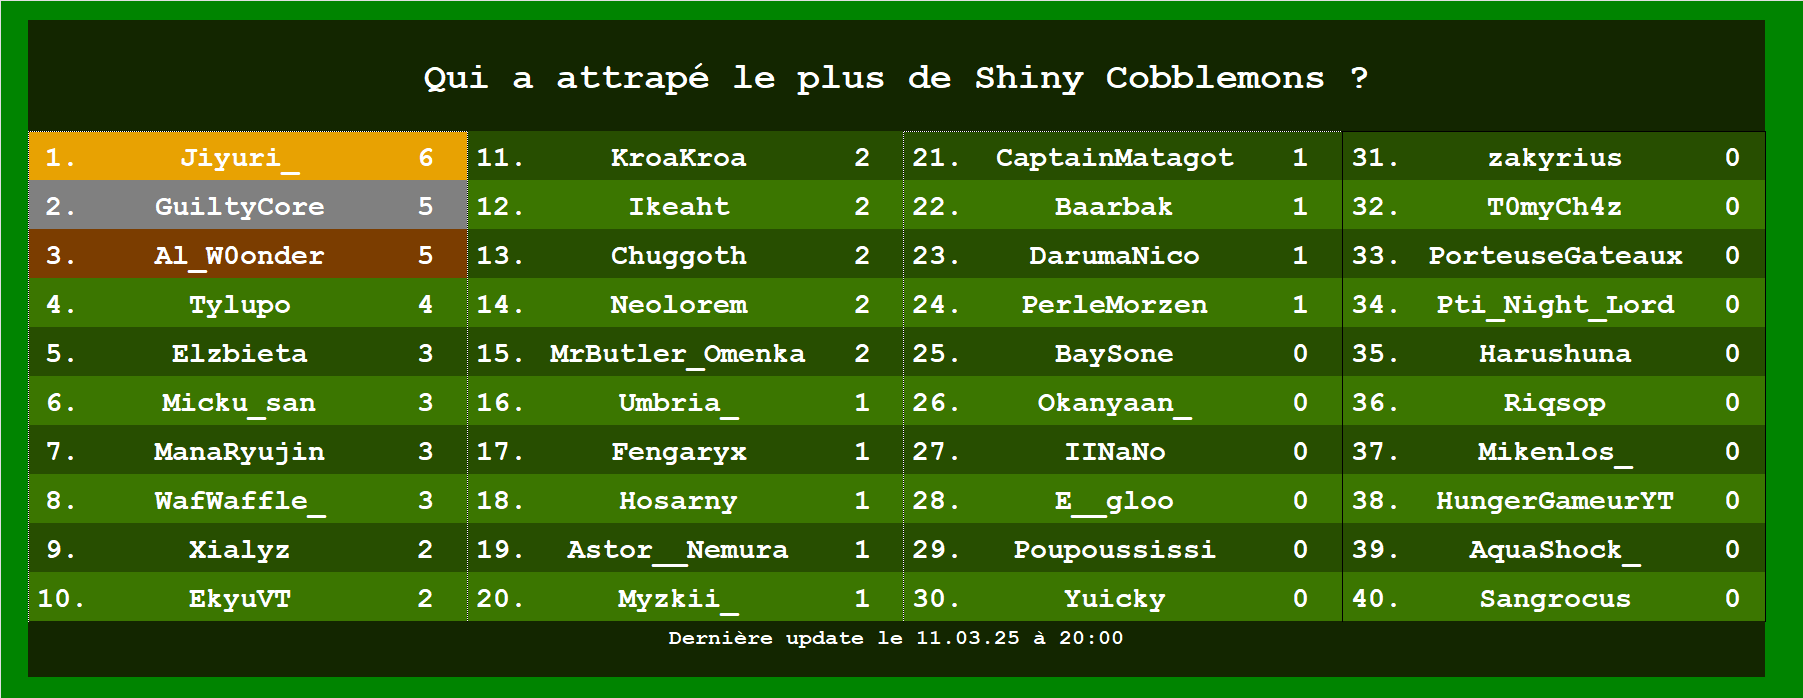 Qui a attrapé le plus de Shiny Cobblemons ?
1. Jiyuri_ 6
2. GuiltyCore 5
3. Al_W0onder 5
4. Tylupo 4
5. Elzbieta 3
6. Micku_san 3
7. ManaRyujin 3
8. WafWaffle_ 3
9. Xialyz 2
10. EkyuVT 2
11. KroaKroa 2
12. Ikeaht 2
13. Chuggoth 2
14. Neolorem 2
15. MrButler_Omenka 2
16. Umbria_ 1
17. Fengaryx 1
18. Hosarny 1
19. Astor__Nemura 1
20. Myzkii_ 1
21. CaptainMatagot 1
22. Baarbak 1
23. DarumaNico 1
24. PerleMorzen 1
25. BaySone 0
26. Okanyaan_ 0
27. IINaNo 0
28. E__gloo 0
29. Poupoussissi 0
30. Yuicky 0
31. zakyrius 0
32. T0myCh4z 0
33. PorteuseGateaux 0
34. Pti_Night_Lord 0
35. Harushuna 0
36. Riqsop 0
37. Mikenlos_ 0
38. HungerGameurYT 0
39. AquaShock_ 0
40. Sangrocus 0
Dernière update le 11.03.25 à 20:00